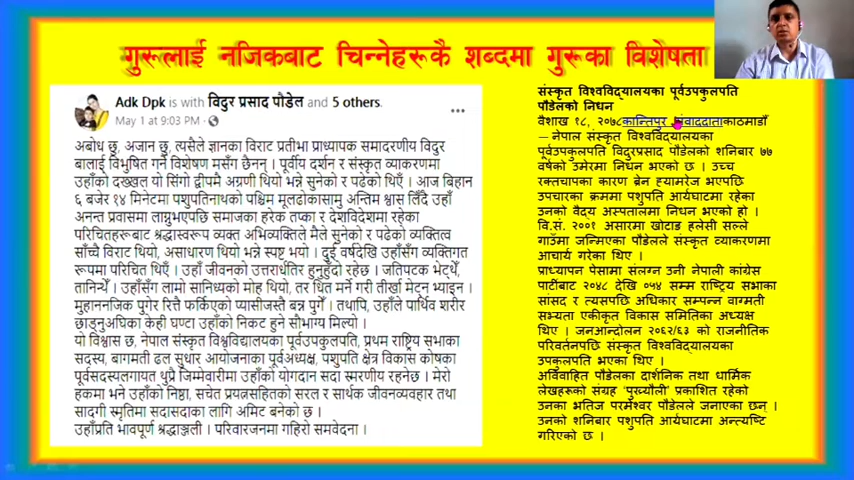 गुरूलाई नजिकबाट चिन्नेहरूकै शब्दमा गुरूका विशेषता
Adk Dpk is with विदुर प्रसाद पौडेल and 5 others.
May 1 at 9:03 PM
अबोध छु, अजान छु, त्यसैले ज्ञानका विराट प्रतीभा प्राध्यापक समादरणीय विदुर
बालाई विभुषित गर्ने विशेषण मसँग छैनन् । पूर्वीय दर्शन र संस्कृत व्याकरणमा
उहाँको दख्खल यो सिंगो द्वीपमै अग्रणी थियो भन्ने सुनेको र पढेको थिएँ । आज बिहान
६ बजेर १४ मिनेटमा पशुपतिनाथको पश्चिम मूलढोकासामु अन्तिम श्वास लिँदै उहाँ
अनन्त प्रवासमा लाग्नुभएपछि समाजका हरेक तप्का र देशविदेशमा रहेका
परिचितहरूबाट श्रद्धास्वरूप व्यक्त अभिव्यक्तिले मैले सुनेको र पढेको व्यक्तित्व
साँच्चै विराट थियो, असाधारण थियो भन्ने स्पष्ट भयो । दुई वर्षदेखि उहाँसँग व्यक्तिगत
रूपमा परिचित थिएँ । उहाँ जीवनको उत्तरार्धतिर हुनुहुँदो रहेछ । जतिपटक भेट्थेँ,
तानिन्थेँ । उहाँसँग लामो सानिध्यको मोह थियो, तर धित मर्ने गरी तीर्खा मेट्न भ्याइन ।
मुहाननजिक पुगेर रित्तै फर्किएको प्यासीजस्तै बन्न पुगेँ । तथापि, उहाँले पार्थिव शरीर
छाड्नुअघिका केही घण्टा उहाँको निकट हुने सौभाग्य मिल्यो ।
यो विश्वास छ, नेपाल संस्कृत विश्वविद्यालयका पूर्वउपकुलपति, प्रथम राष्ट्रिय सभाका
सदस्य, बागमती ढल सुधार आयोजनाका पूर्वअध्यक्ष, पशुपति क्षेत्र विकास कोषका
पूर्वसदस्यलगायत थुप्रै जिम्मेवारीमा उहाँको योगदान सदा स्मरणीय रहनेछ । मेरो
हकमा भने उहाँको निष्ठा, सचेत प्रयत्नसहितको सरल र सार्थक जीवनव्यवहार तथा
सादगी स्मृतिमा सदासदाका लागि अमिट बनेको छ ।
उहाँप्रति भावपूर्ण श्रद्धाञ्जली । परिवारजनमा गहिरो समवेदना ।
संस्कृत विश्वविद्यालयका पूर्वउपकुलपति
पौडेलको निधन
वैशाख १८, २०७८कान्तिपुर संवाददाताकाठमाडौं
— नेपाल संस्कृत विश्वविद्यालयका
पूर्वउपकुलपति विदुरप्रसाद पौडेलको शनिबार ७७
वर्षको उमेरमा निधन भएको छ । उच्च
रक्तचापका कारण ब्रेन ह्यामरेज भएपछि
उपचारका क्रममा पशुपति आर्यघाटमा रहेका
उनको वैद्य अस्पतालमा निधन भएको हो ।
वि.सं. २००१ असारमा खोटाङ हलेसी सल्ले
गाउँमा जन्मिएका पौडेलले संस्कृत व्याकरणमा
आचार्य गरेका थिए ।
प्राध्यापन पेसामा संलग्न उनी नेपाली कांग्रेस
पार्टीबाट २०४८ देखि ०५४ सम्म राष्ट्रिय सभाका
सांसद र त्यसपछि अधिकार सम्पन्न वाग्मती
सभ्यता एकीकृत विकास समितिका अध्यक्ष
थिए । जनआन्दोलन २०६२/६३ को राजनीतिक
परिवर्तनपछि संस्कृत विश्वविद्यालयका
उपकुलपति भएका थिए ।
अविवाहित पौडेलका दार्शनिक तथा धार्मिक
लेखहरूको संग्रह प्रकाशित रहेको
उनका भतिज परमेश्वर पौडेलले जनाएका छन् ।
उनको शनिबार पशुपति आर्यघाटमा अन्त्यष्टि
गरिएको छ ।